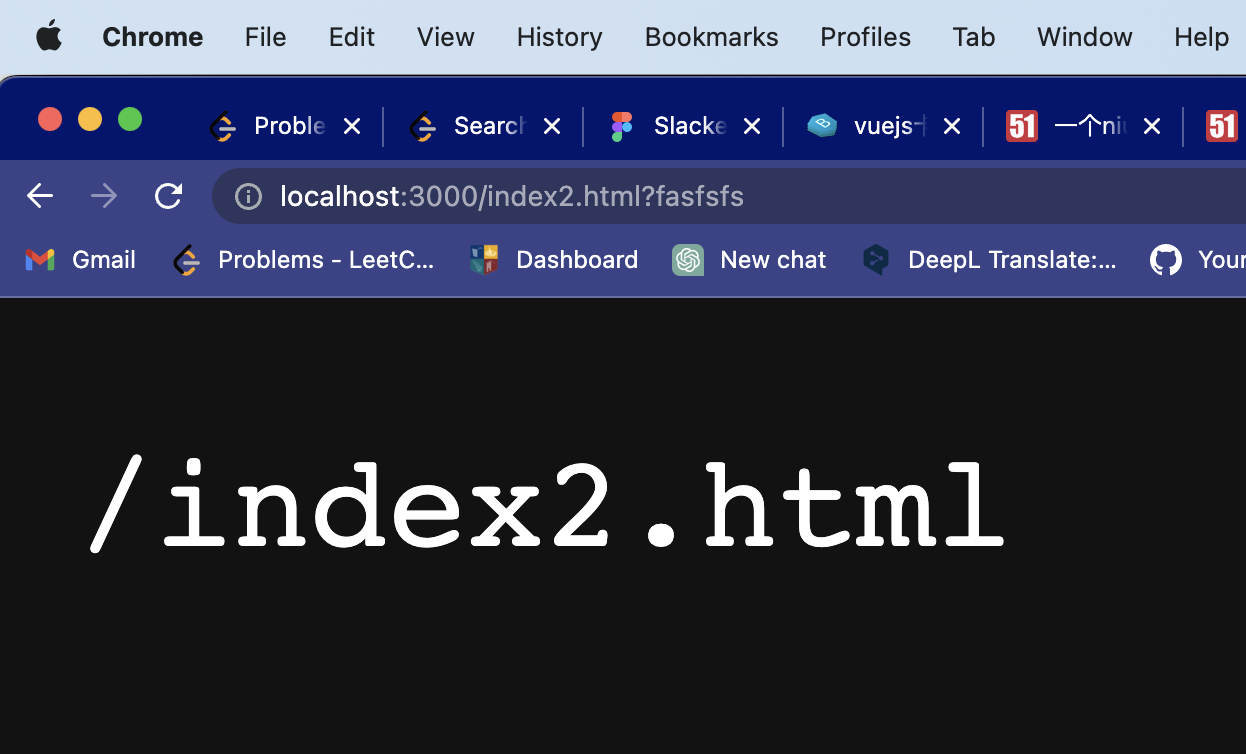 Chrome File Edit View History Bookmarks Profiles Tab Window Help
Proble Search Slacke vuejs 51 一个niu 51
localhost:3000/index2.html?fasfsfs
Gmail Problems - LeetC... Dashboard New chat DeepL Translate:... Your
/index2.html